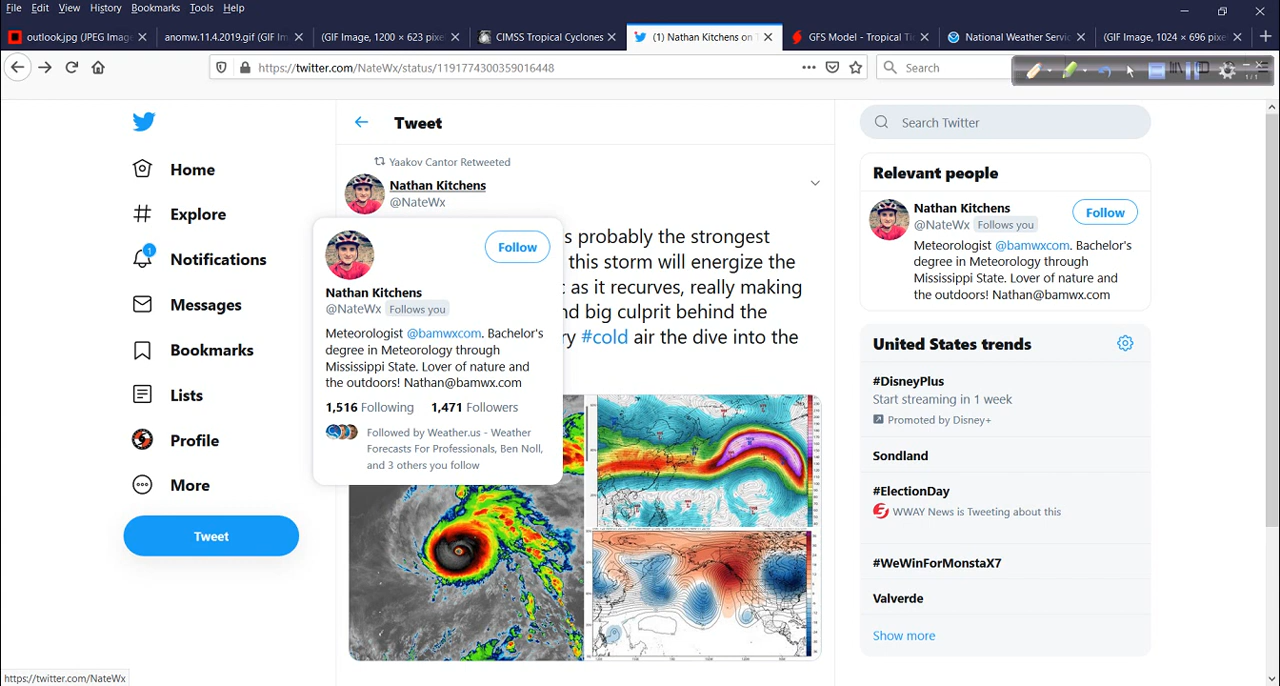 File Edit View History Bookmarks Tools Help
outlook.jpg (JPEG Imag
anomw.11.4.2019.gif (GIF Im
(GIF Image, 1200 × 623 pixe
CIMSS Tropical Cyclones
(1) Nathan Kitchens on T
GFS Model - Tropical Ti
National Weather Servic
(GIF Image, 1024 × 696 pixe
https://twitter.com/NateWx/status/1191774300359016448
Search
1/1
Home
Explore
1
Notifications
Messages
Bookmarks
Lists
Profile
More
Tweet
Tweet
Yaakov Cantor Retweeted
Nathan Kitchens
@NateWx
s probably the strongest
this storm will energize the
c as it recurves, really making
nd big culprit behind the
ry #cold air the dive into the
Follow
Nathan Kitchens
@NateWx Follows you
Meteorologist @bamwxcom. Bachelor's
degree in Meteorology through
Mississippi State. Lover of nature and
the outdoors! Nathan@bamwx.com
1,516 Following 1,471 Followers
Followed by Weather.us - Weather
Forecasts For Professionals, Ben Noll,
and 3 others you follow
Search Twitter
Relevant people
Nathan Kitchens
@NateWx Follows you
Follow
Meteorologist @bamwxcom. Bachelor's
degree in Meteorology through
Mississippi State. Lover of nature and
the outdoors! Nathan@bamwx.com
United States trends
#DisneyPlus
Start streaming in 1 week
Promoted by Disney+
Sondland
#ElectionDay
WWAY News is Tweeting about this
#WeWinForMonstaX7
Valverde
Show more
https://twitter.com/NateWx